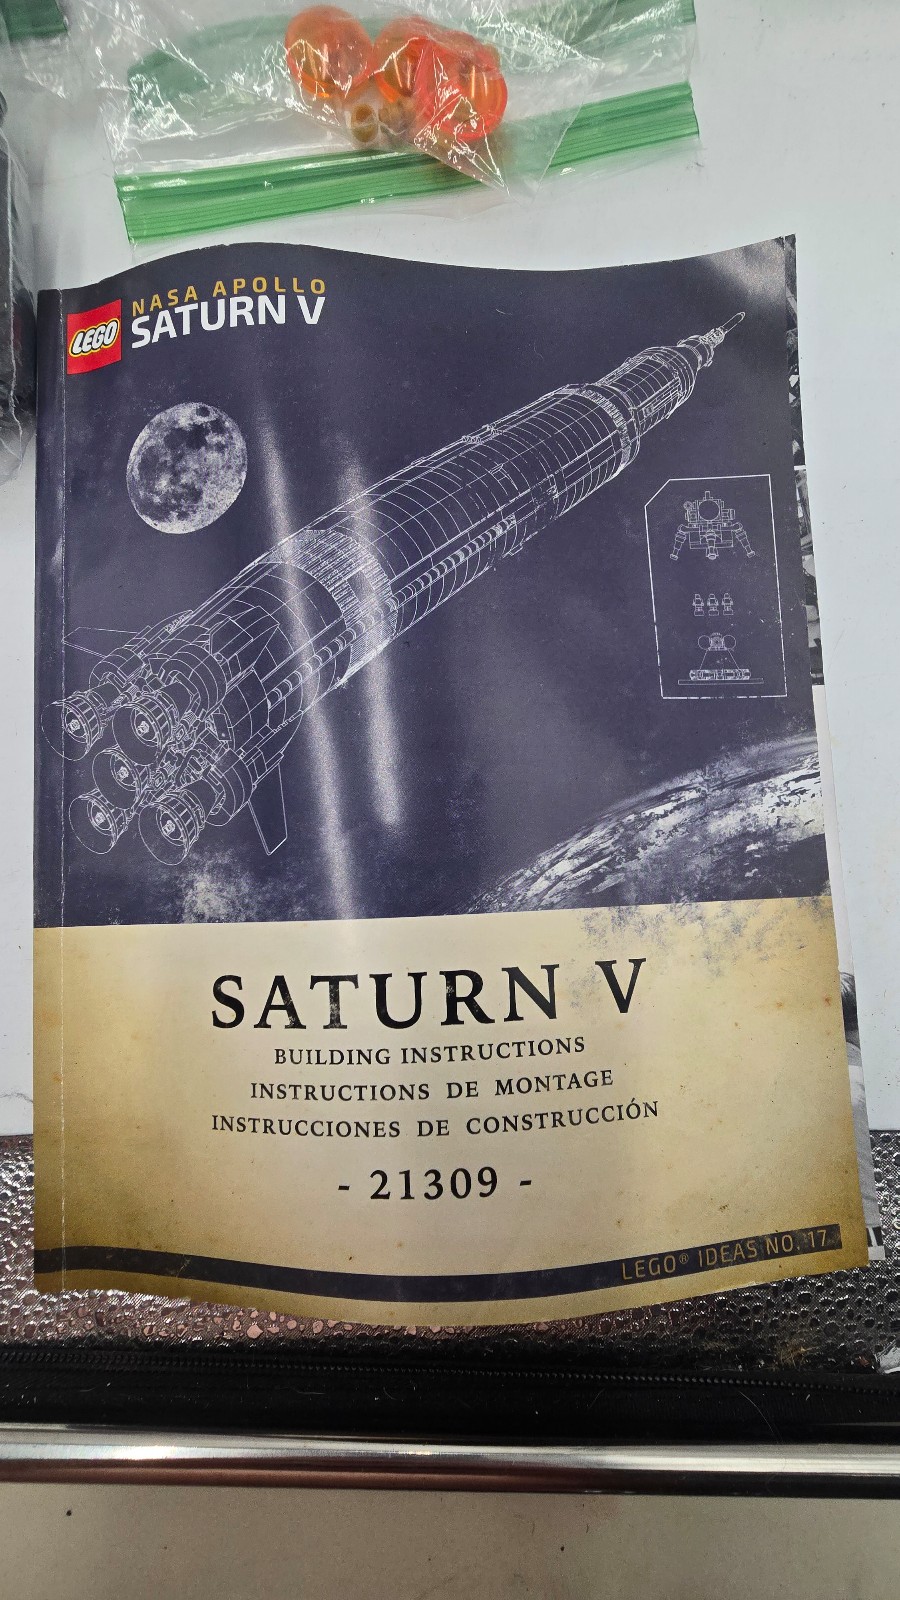 LEGO
NASA APOLLO
SATURN V
SATURN V
BUILDING INSTRUCTIONS
INSTRUCTIONS DE MONTAGE
INSTRUCCIONES DE CONSTRUCCIÓN
- 21309 -
LEGO® IDEAS NO. 17